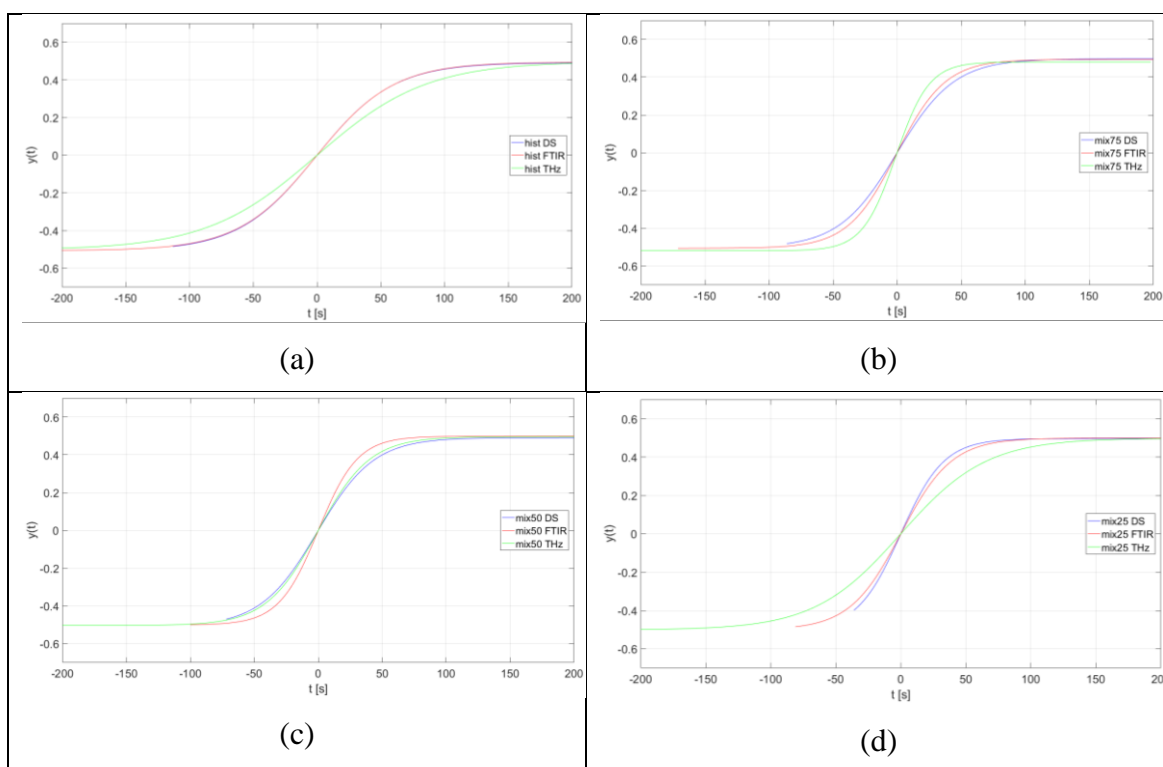 0.6
0.4
0.2
0
-0.2
-0.4
-0.6
y(t)
-200 -150 -100 -50 0 50 100 150 200
t [s]
hist DS
hist FTIR
hist THz
(a)
0.6
0.4
0.2
0
-0.2
-0.4
-0.6
y(t)
-200 -150 -100 -50 0 50 100 150 200
t [s]
mix75 DS
mix75 FTIR
mix75 THz
(b)
0.6
0.4
0.2
0
-0.2
-0.4
-0.6
y(t)
-200 -150 -100 -50 0 50 100 150 200
t [s]
mix50 DS
mix50 FTIR
mix50 THz
(c)
0.6
0.4
0.2
0
-0.2
-0.4
-0.6
y(t)
-200 -150 -100 -50 0 50 100 150 200
t [s]
mix25 DS
mix25 FTIR
mix25 THz
(d)